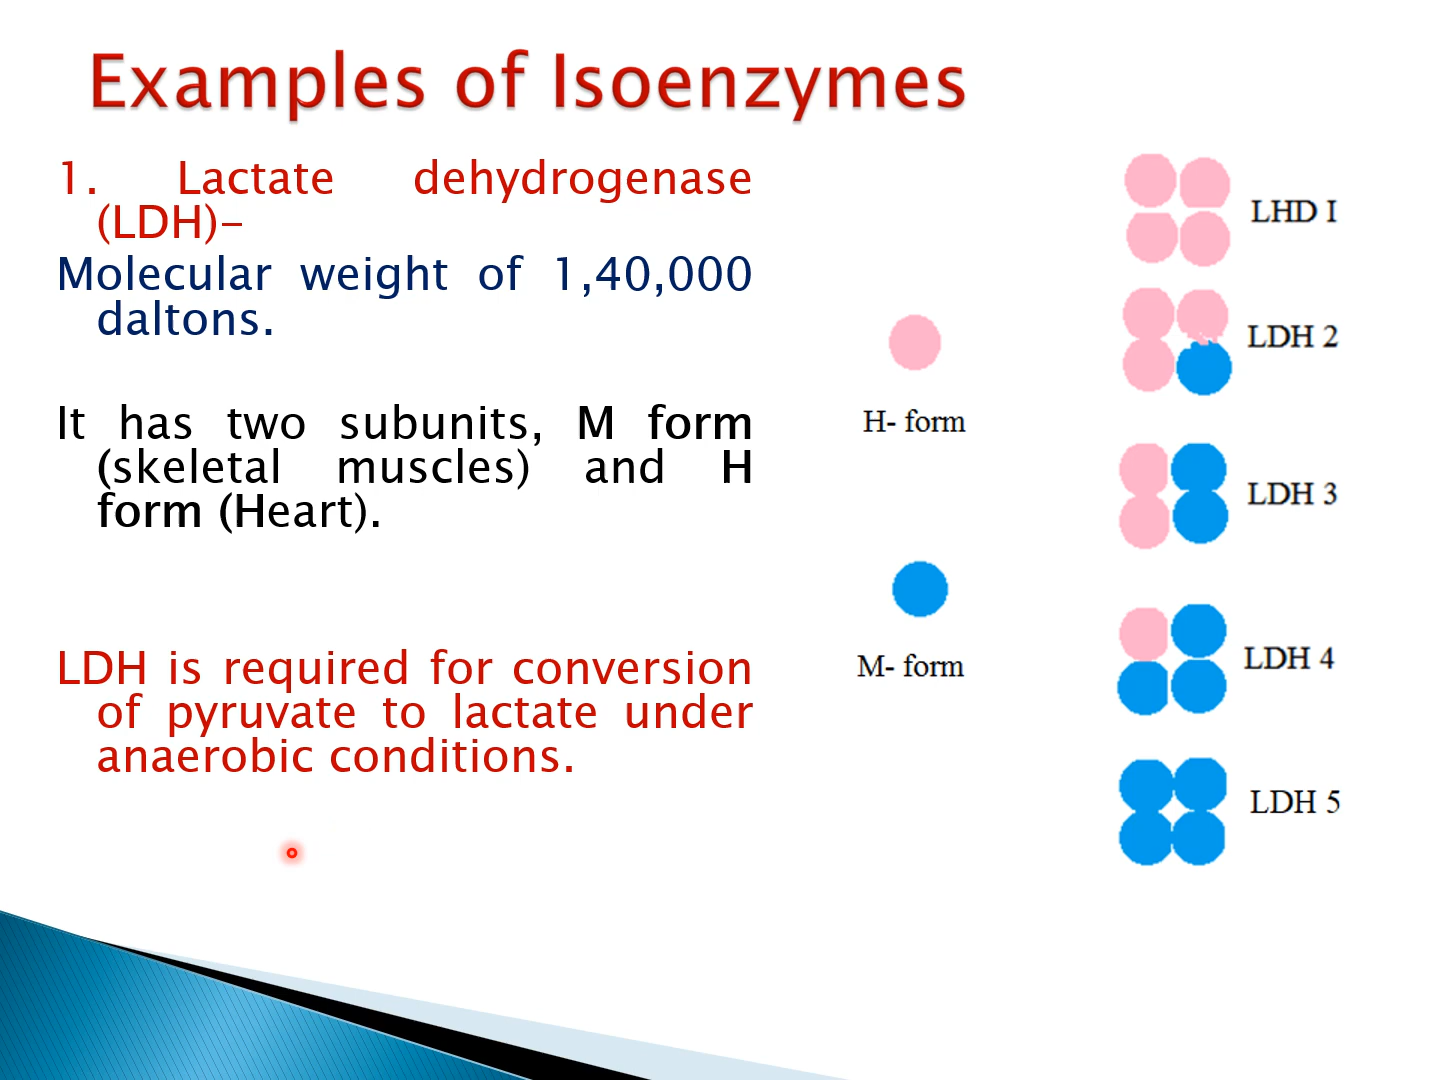 Examples of Isoenzymes
1. Lactate dehydrogenase
(LDH)-
Molecular weight of 1,40,000
daltons.
It has two subunits, M form
(skeletal muscles) and H
form (Heart).
LDH is required for conversion
of pyruvate to lactate under
anaerobic conditions.
H- form
M- form
LHD I
LDH 2
LDH 3
LDH 4
LDH 5